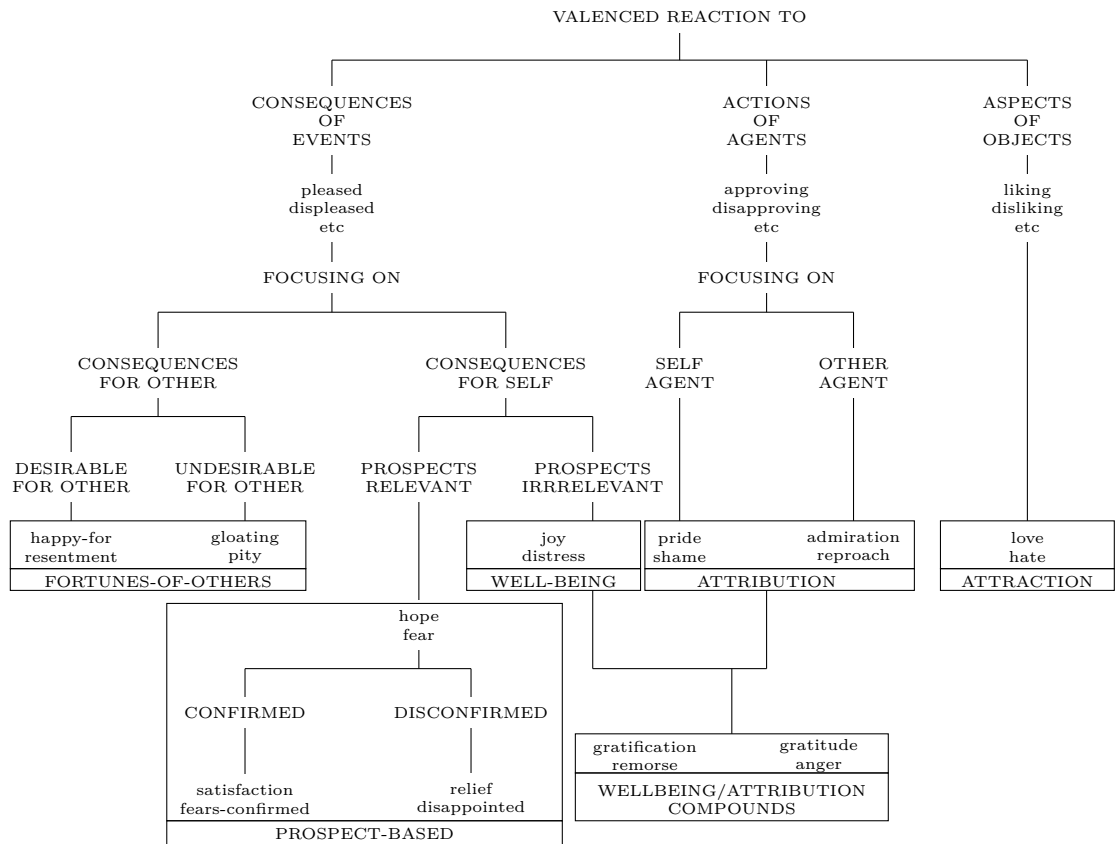 VALENCED REACTION TO
CONSEQUENCES
OF
EVENTS
ACTIONS
OF
AGENTS
ASPECTS
OF
OBJECTS
pleased
displeased
etc
approving
disapproving
etc
liking
disliking
etc
FOCUSING ON
FOCUSING ON
CONSEQUENCES
FOR OTHER
CONSEQUENCES
FOR SELF
SELF
AGENT
OTHER
AGENT
DESIRABLE
FOR OTHER
UNDESIRABLE
FOR OTHER
PROSPECTS
RELEVANT
PROSPECTS
IRRRELEVANT
happy-for
resentment
gloating
pity
FORTUNES-OF-OTHERS
joy
distress
WELL-BEING
pride
shame
admiration
reproach
ATTRIBUTION
love
hate
ATTRACTION
hope
fear
CONFIRMED
DISCONFIRMED
satisfaction
fears-confirmed
relief
disappointed
PROSPECT-BASED
gratification
remorse
gratitude
anger
WELLBEING/ATTRIBUTION
COMPOUNDS